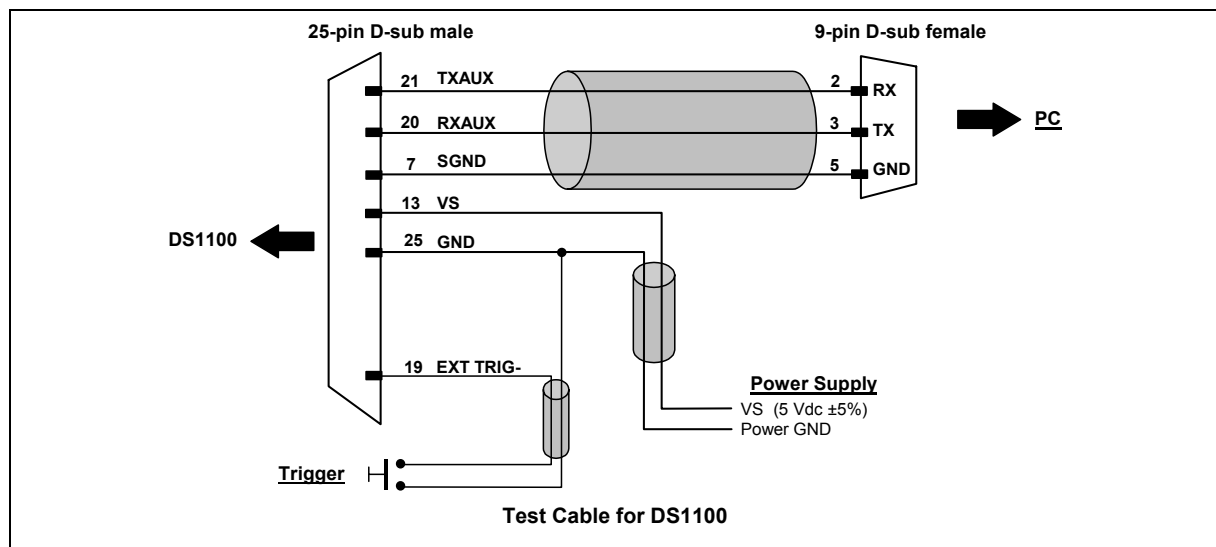 25-pin D-sub male
9-pin D-sub female
21 TXAUX
2 RX
20 RXAUX
3 TX
PC
7 SGND
5 GND
13 VS
DS1100
25 GND
19 EXT TRIG-
Power Supply
VS (5 Vdc ±5%)
Power GND
Trigger
Test Cable for DS1100